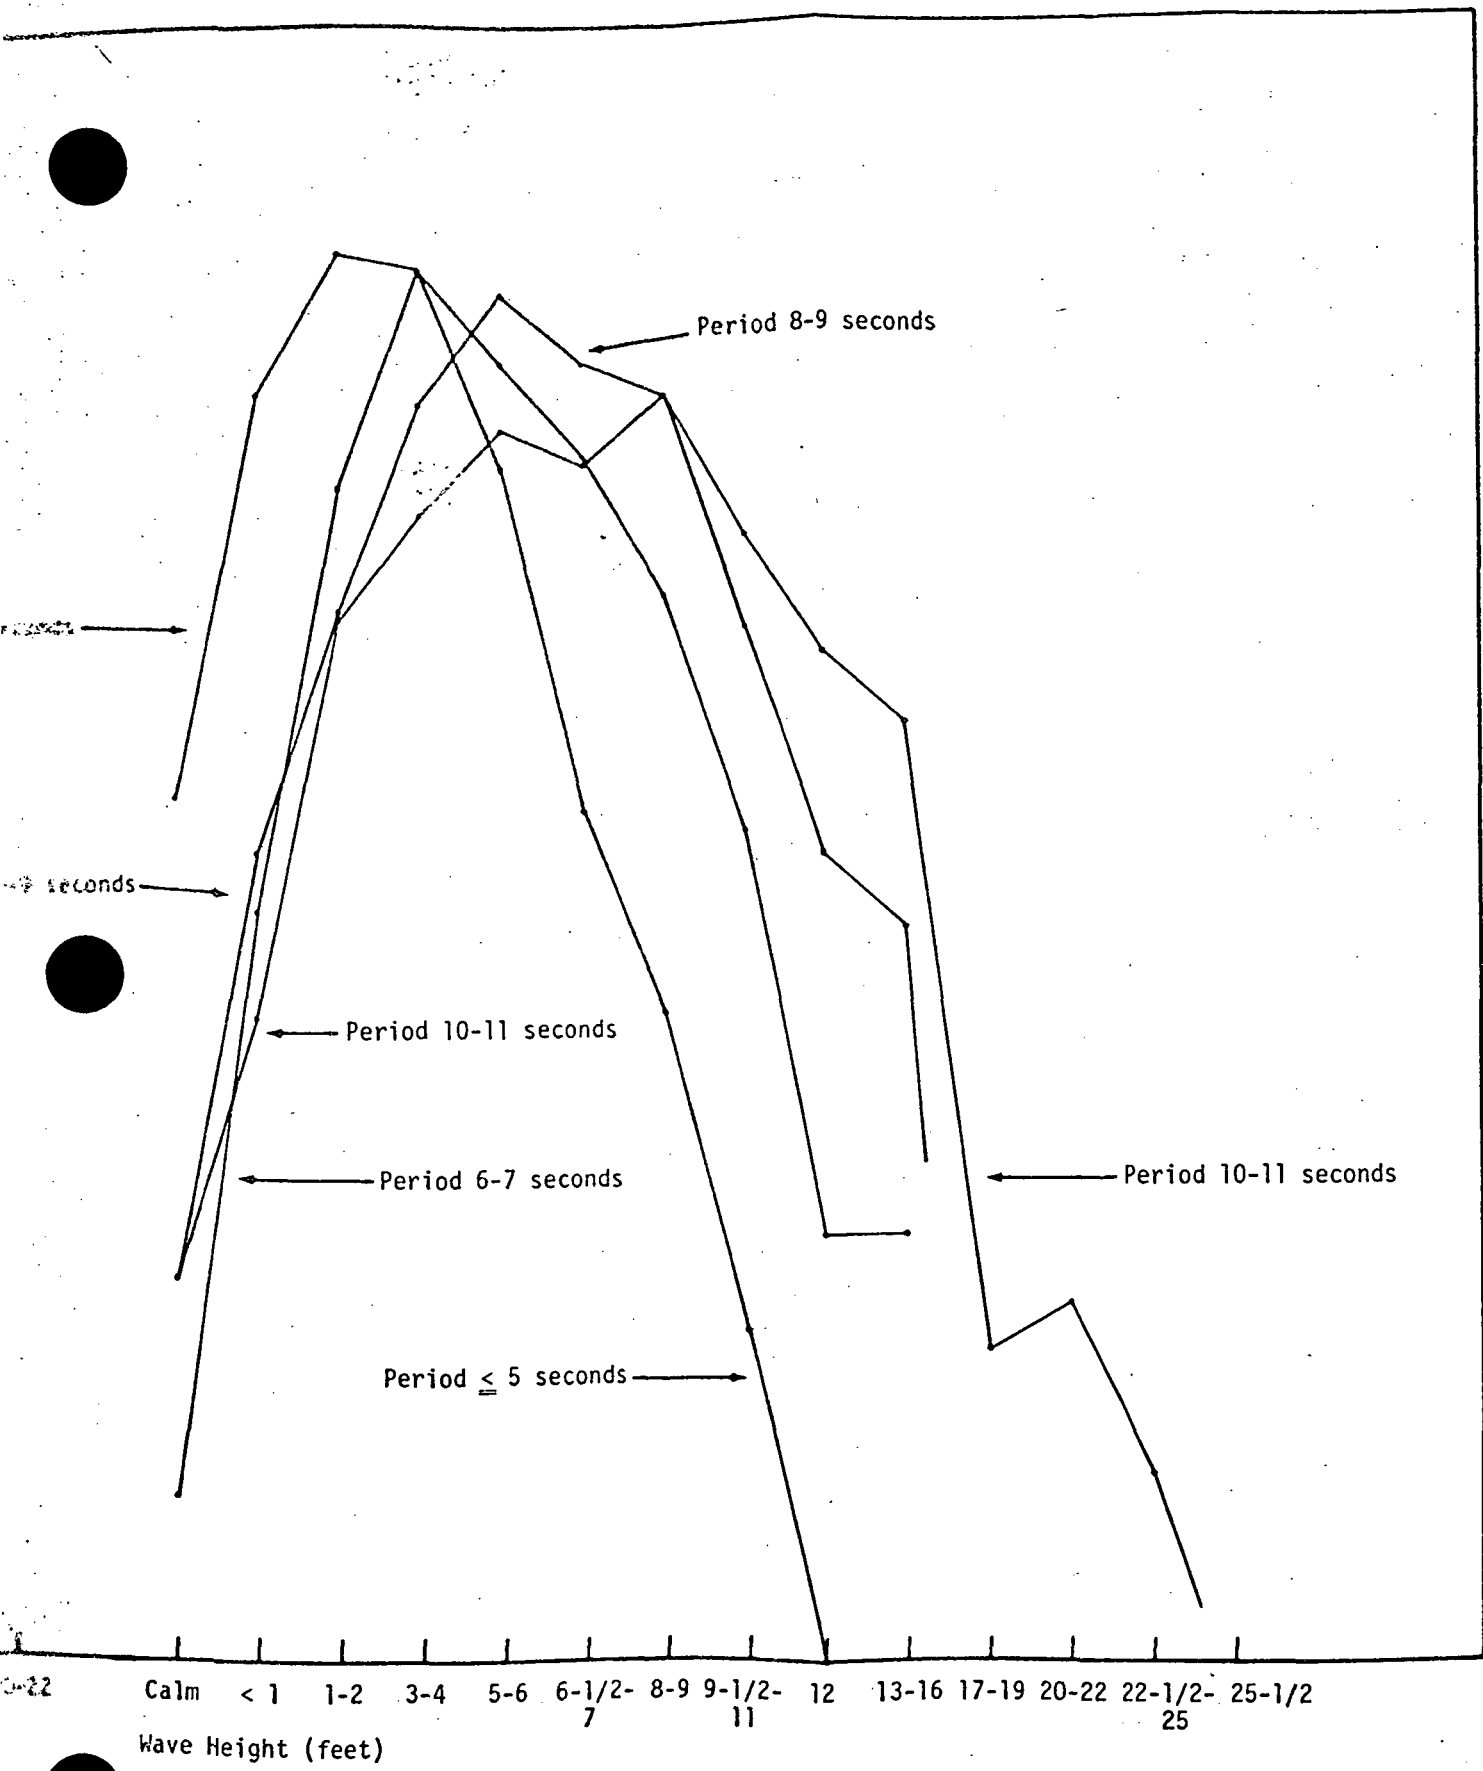 Period 8-9 seconds
seconds
Period 10-11 seconds
Period 6-7 seconds
Period 10-11 seconds
Period ≤ 5 seconds
Calm < 1 1-2 3-4 5-6 6-1/2- 8-9 9-1/2- 12 13-16 17-19 20-22 22-1/2- 25-1/2
7 11 25
Wave Height (feet)